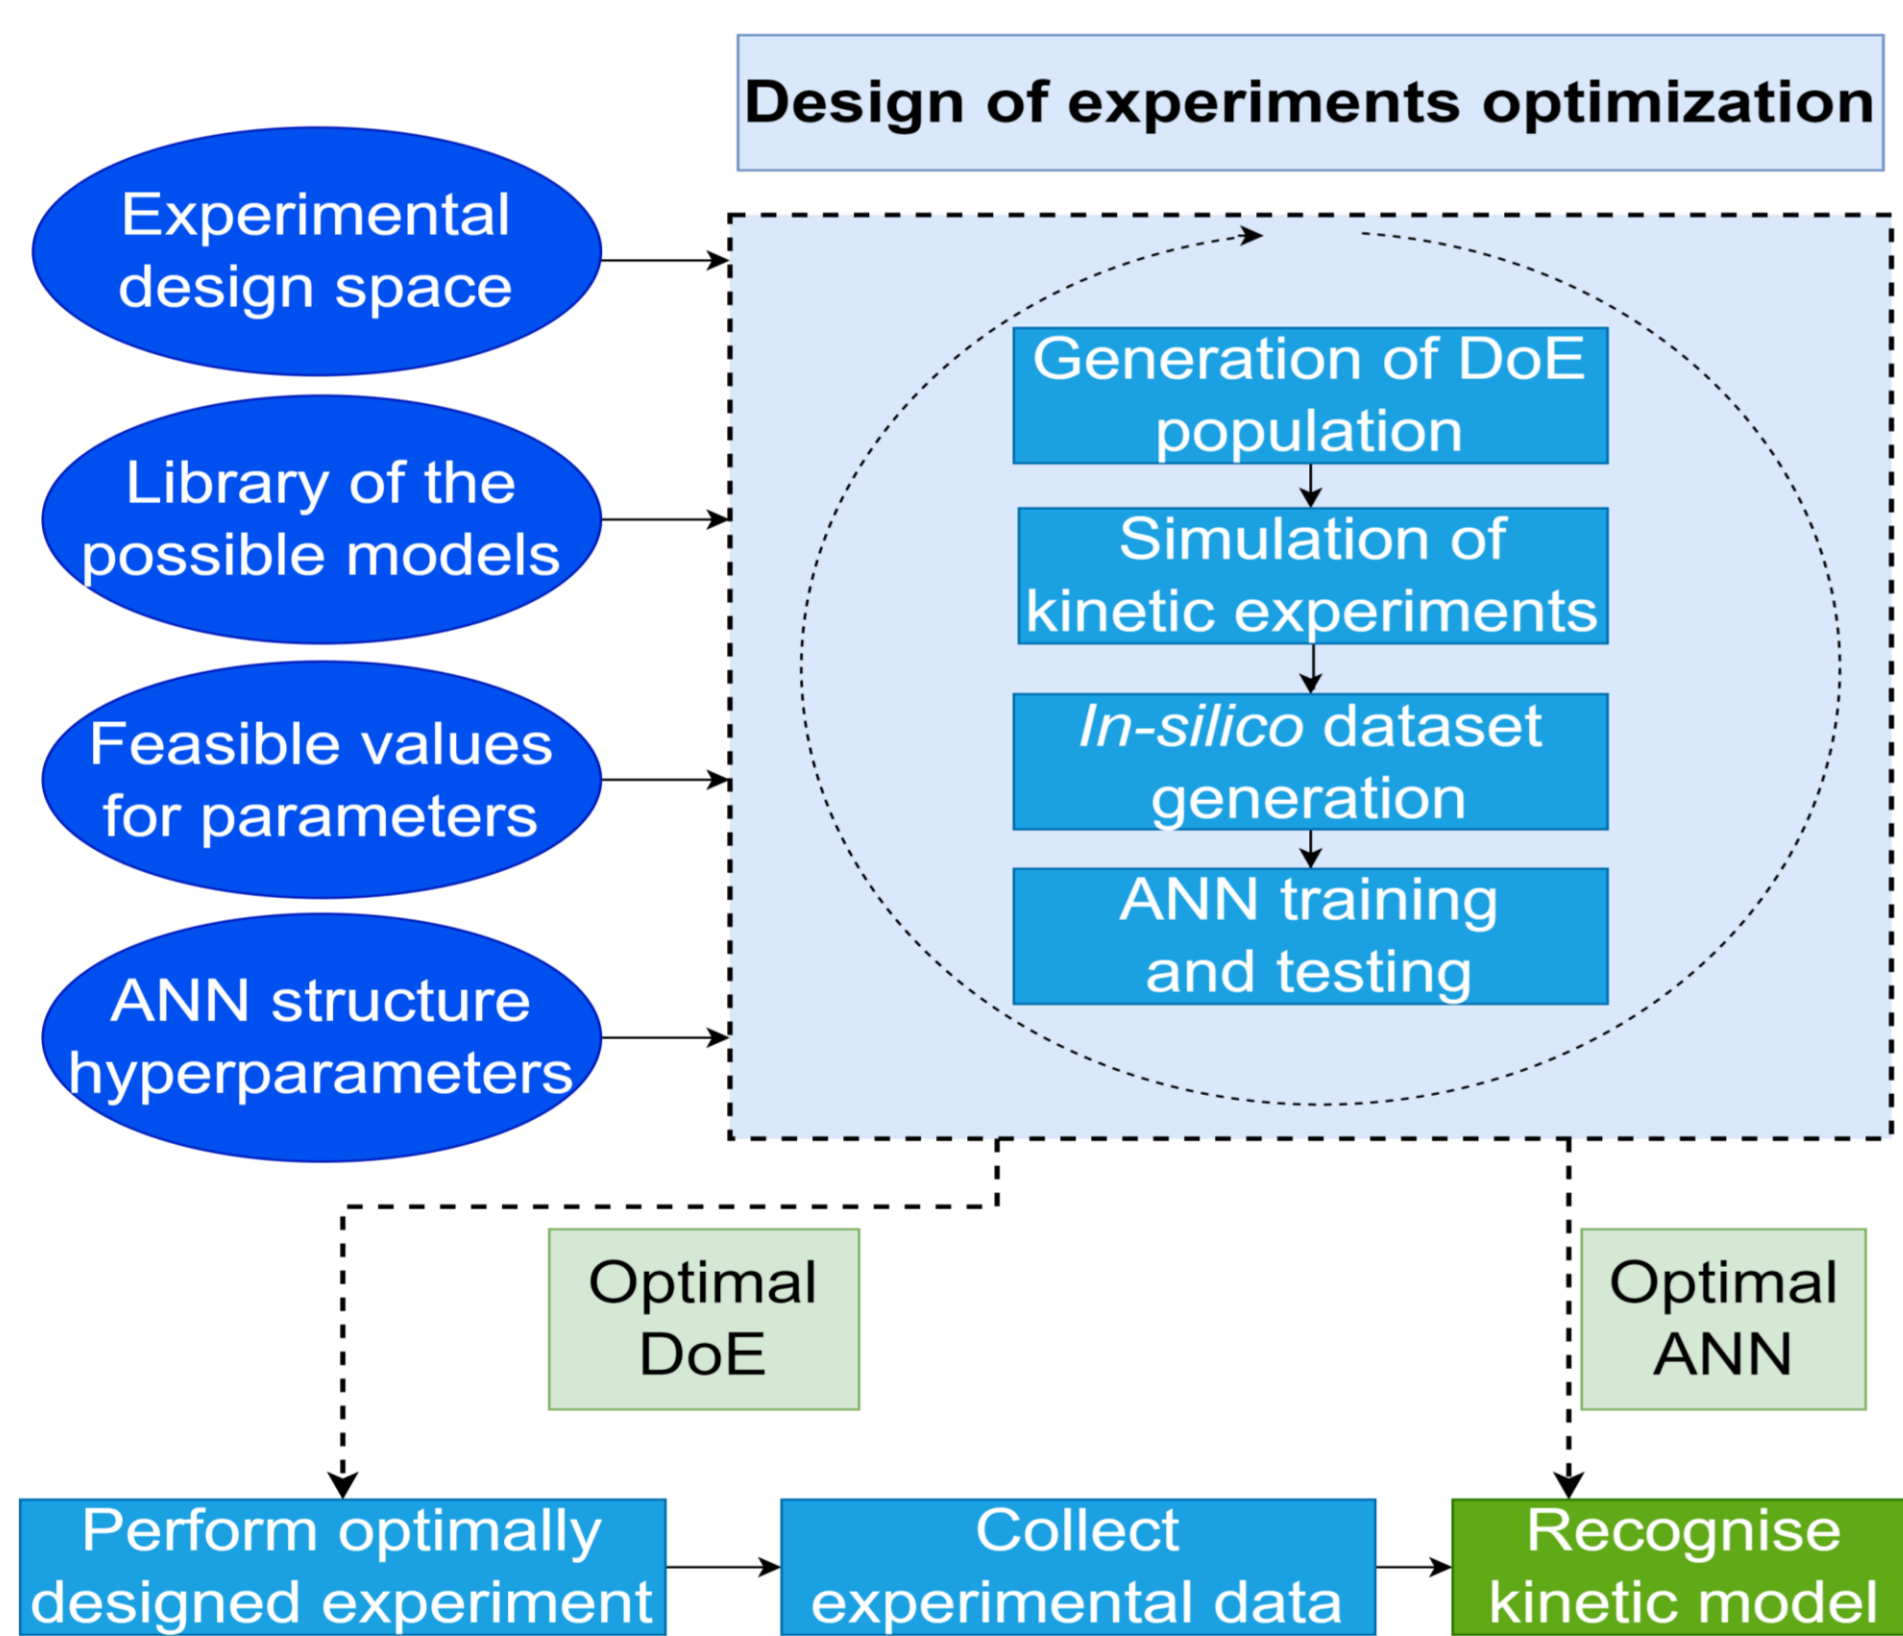 Design of experiments optimization
Experimental
design space
Library of the
possible models
Feasible values
for parameters
ANN structure
hyperparameters
Generation of DoE
population
Simulation of
kinetic experiments
In-silico dataset
generation
ANN training
and testing
Optimal
DoE
Optimal
ANN
Perform optimally
designed experiment
Collect
experimental data
Recognise
kinetic model